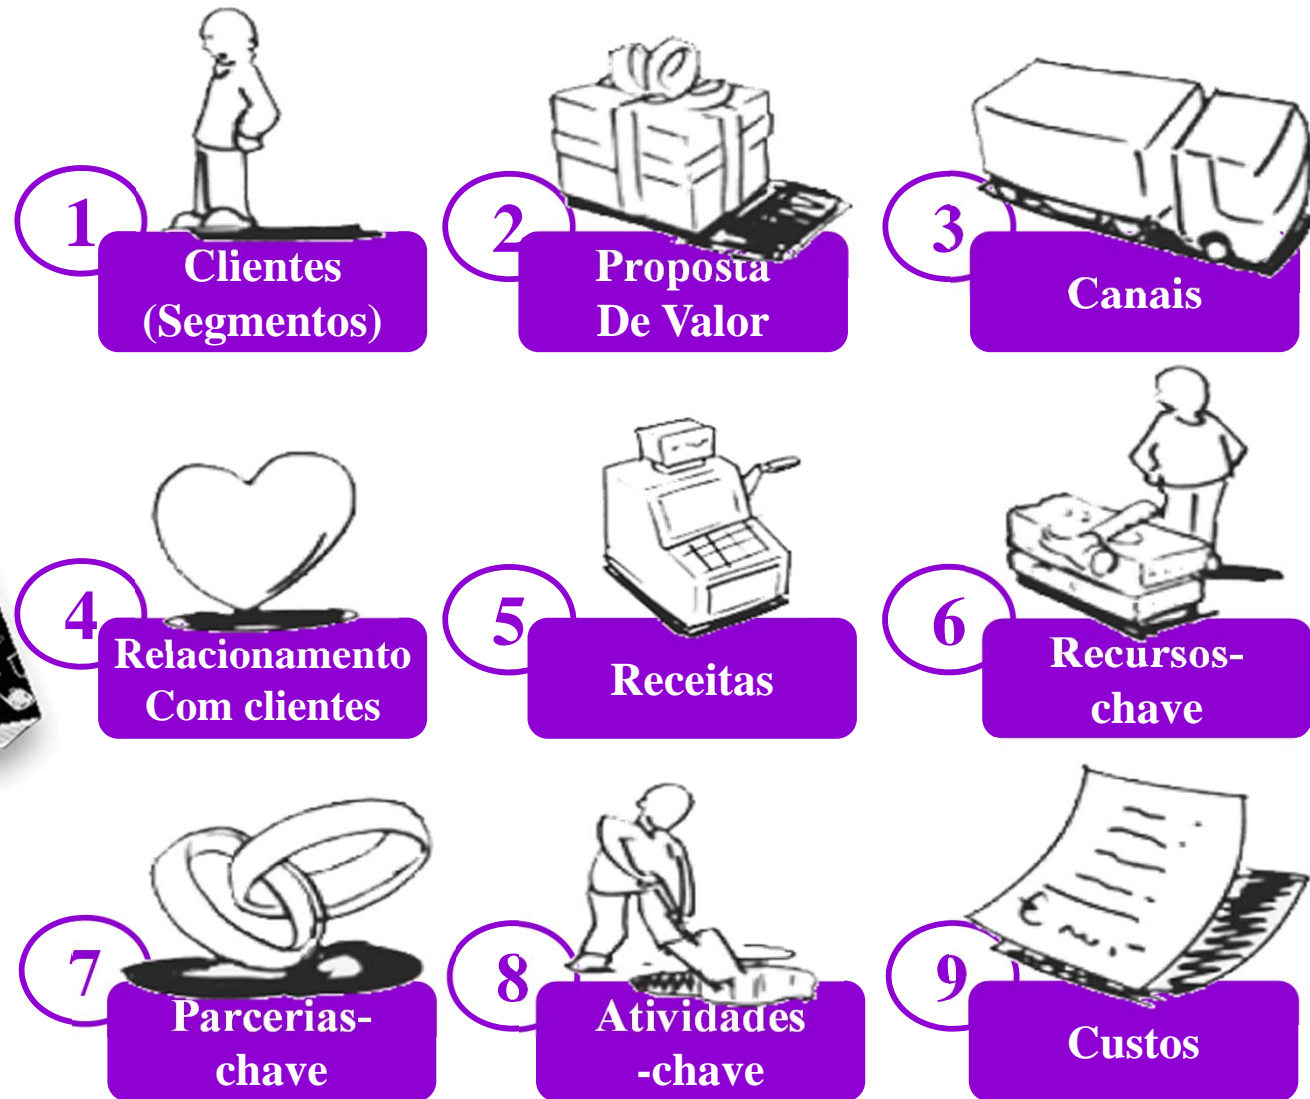 1
Clientes
(Segmentos)
2
Proposta
De Valor
3
Canais
4
Relacionamento
Com clientes
5
Receitas
6
Recursos-
chave
7
Parcerias-
chave
8
Atividades
-chave
9
Custos